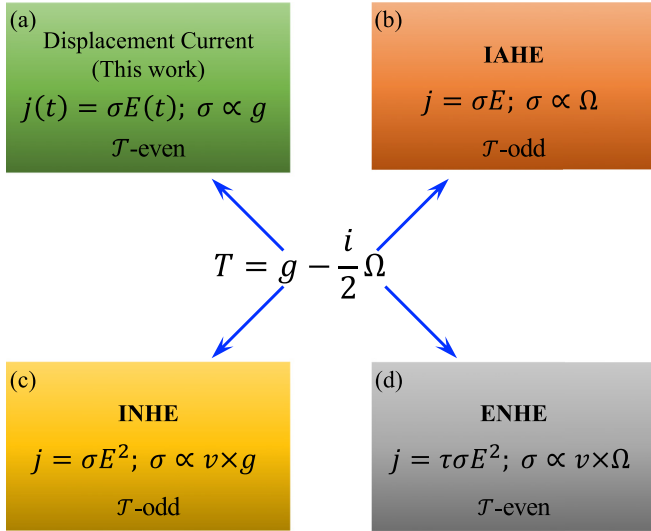 (a)
Displacement Current
(This work)
j(t) = σE(t); σ ∝ g
𝒯-even
(b)
IAHE
j = σE; σ ∝ Ω
𝒯-odd
T = g − i/2 Ω
(c)
INHE
j = σE²; σ ∝ v×g
𝒯-odd
(d)
ENHE
j = τσE²; σ ∝ v×Ω
𝒯-even